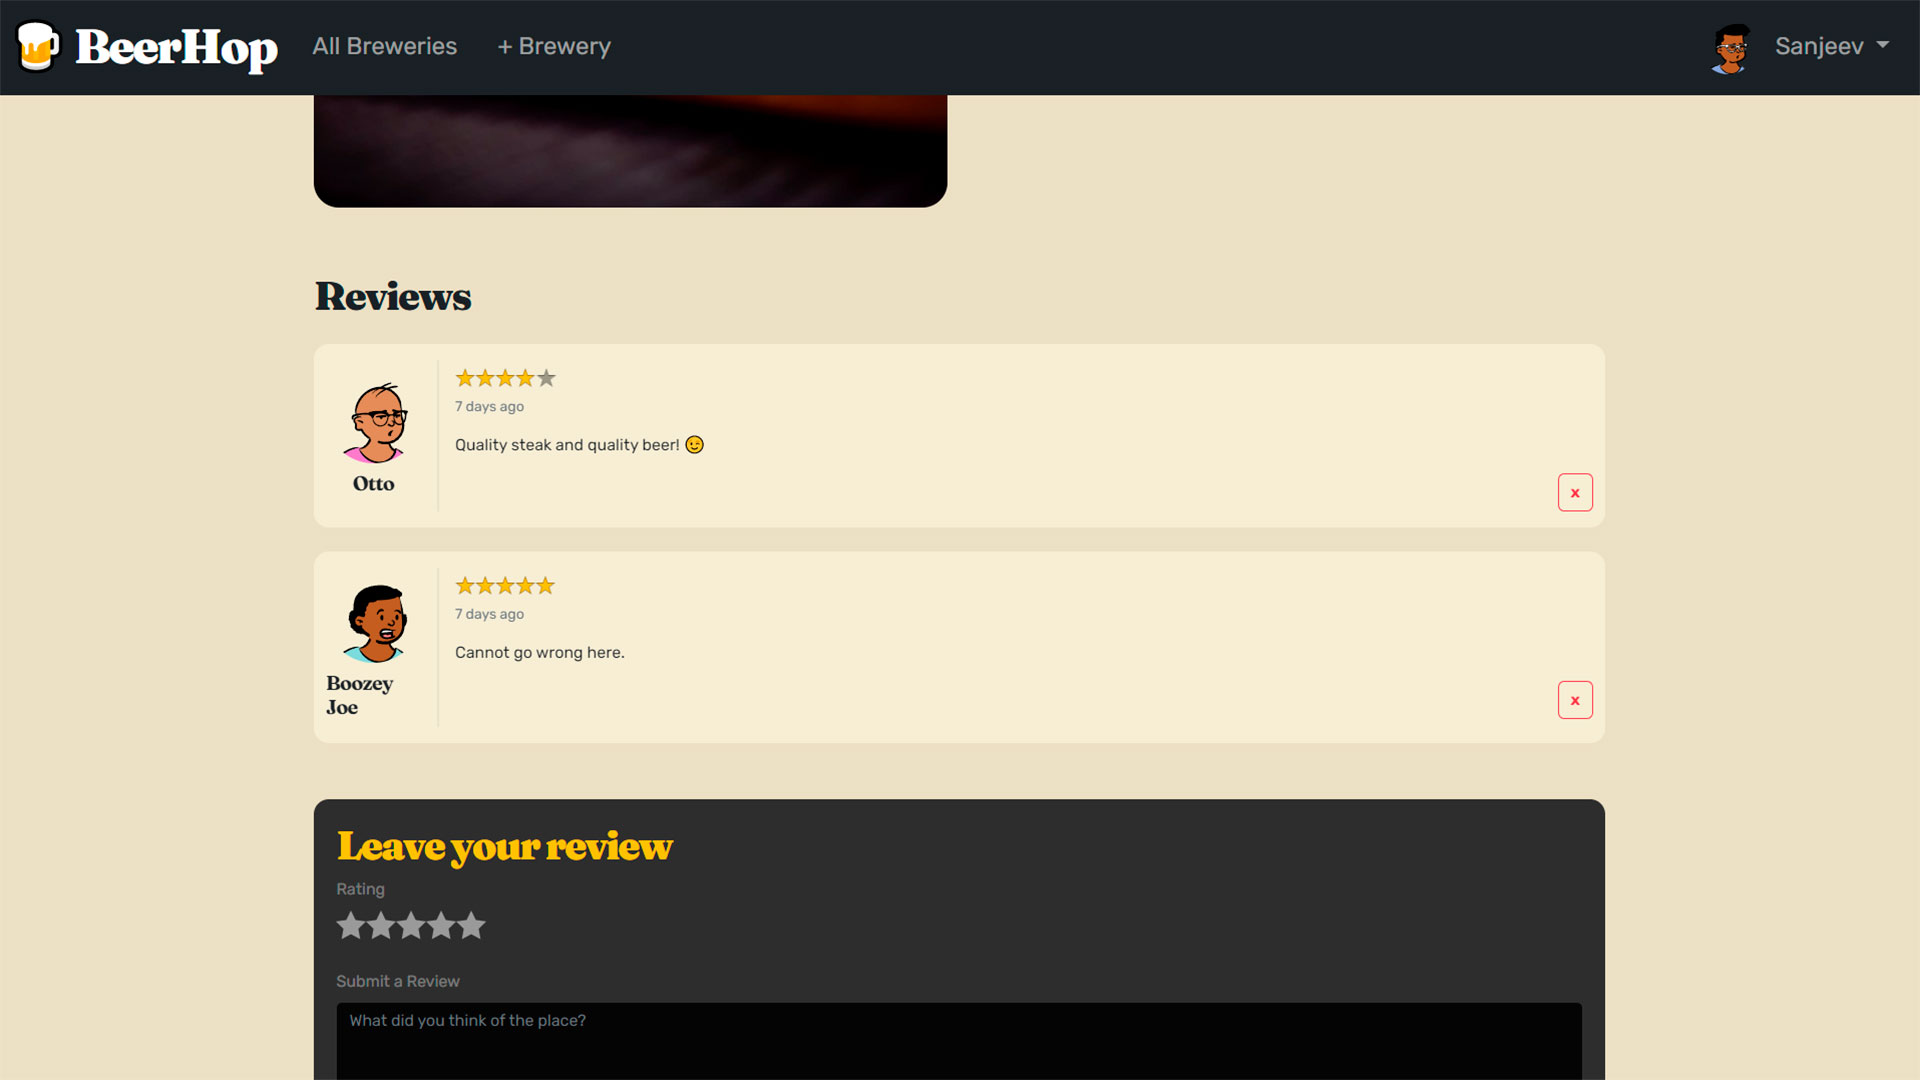 BeerHop
All Breweries
+ Brewery
Sanjeev
Reviews
7 days ago
Quality steak and quality beer! 😉
Otto
x
7 days ago
Cannot go wrong here.
Boozey
Joe
x
Leave your review
Rating
Submit a Review
What did you think of the place?